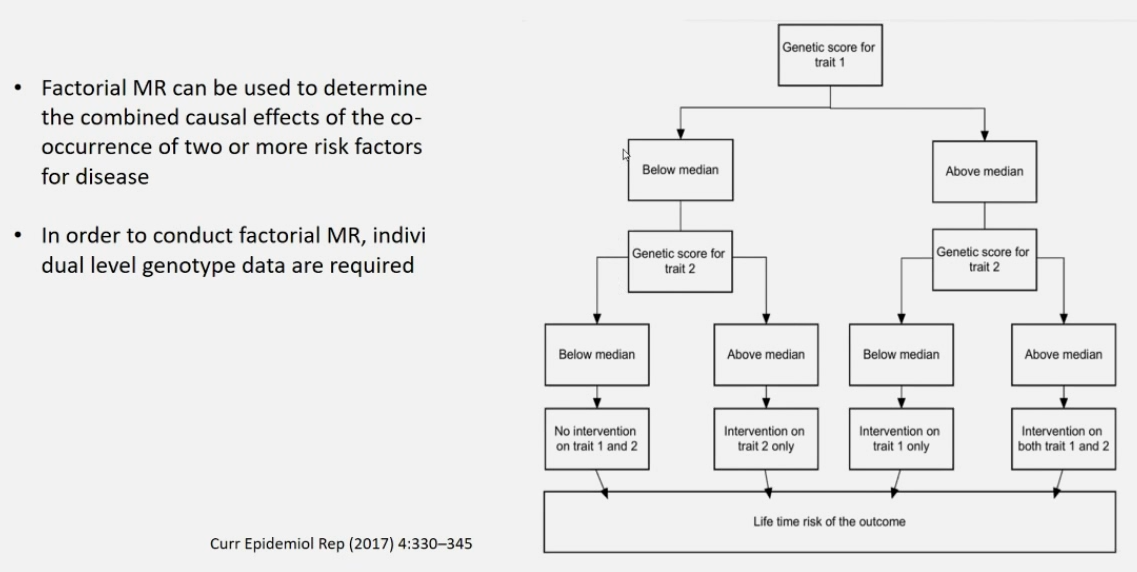 • Factorial MR can be used to determine
the combined causal effects of the co-
occurrence of two or more risk factors
for disease
• In order to conduct factorial MR, indivi
dual level genotype data are required
Curr Epidemiol Rep (2017) 4:330–345
Genetic score for
trait 1
Below median
Above median
Genetic score for
trait 2
Genetic score for
trait 2
Below median
Above median
Below median
Above median
No intervention
on trait 1 and 2
Intervention on
trait 2 only
Intervention on
trait 1 only
Intervention on
both trait 1 and 2
Life time risk of the outcome